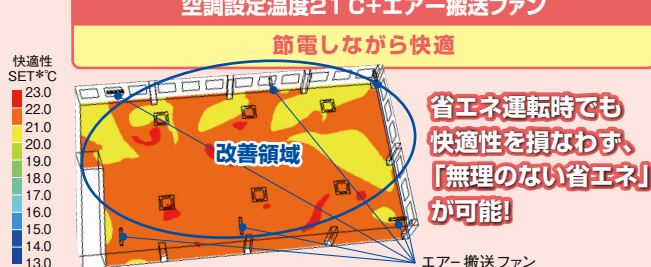 空調設定温度21℃+エアー搬送ファン
節電しながら快適
快適性
SET*℃
23.0
22.0
21.0
20.0
19.0
18.0
17.0
16.0
15.0
14.0
13.0
改善領域
省エネ運転時でも
快適性を損なわず、
「無理のない省エネ」
が可能!
エアー搬送ファン